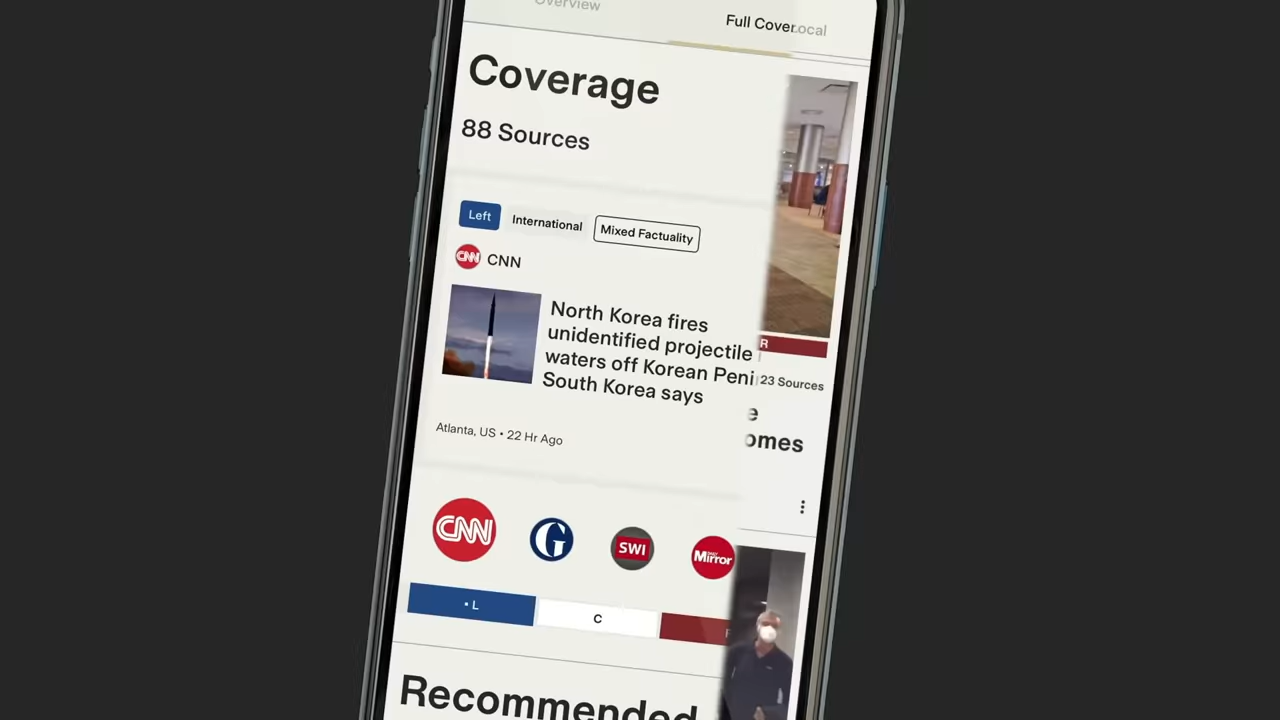 Overview
Full Cover
ocal
Coverage
88 Sources
Left
International
Mixed Factuality
CNN
CNN
North Korea fires
unidentified projectile
waters off Korean Peni
South Korea says
Atlanta, US • 22 Hr Ago
R
23 Sources
e
omes
CNN
G
SWI
Mirror
L
C
Recommended